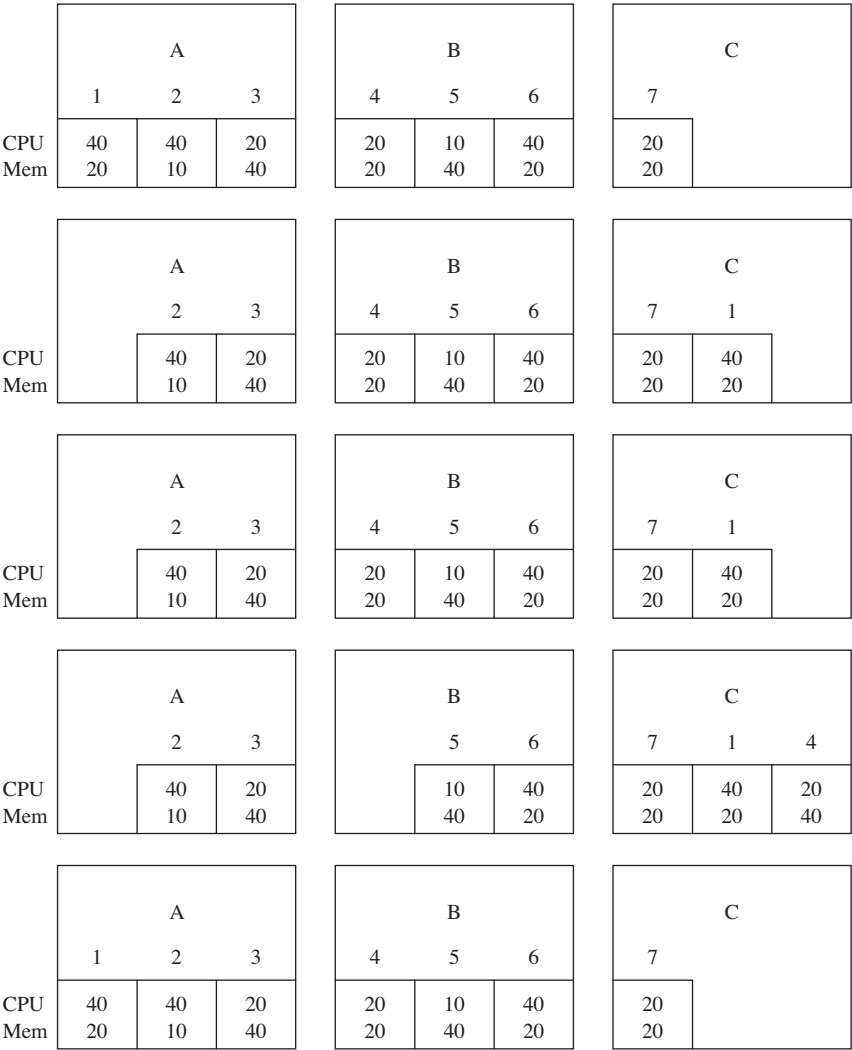 A B C
1 2 3 4 5 6 7
CPU 40 40 20 20 10 40 20
Mem 20 10 40 20 40 20 20
A B C
2 3 4 5 6 7 1
CPU 40 20 20 10 40 20 40
Mem 10 40 20 40 20 20 20
A B C
2 3 4 5 6 7 1
CPU 40 20 20 10 40 20 40
Mem 10 40 20 40 20 20 20
A B C
2 3 5 6 7 1 4
CPU 40 20 10 40 20 40 20
Mem 10 40 40 20 20 20 40
A B C
1 2 3 4 5 6 7
CPU 40 40 20 20 10 40 20
Mem 20 10 40 20 40 20 20